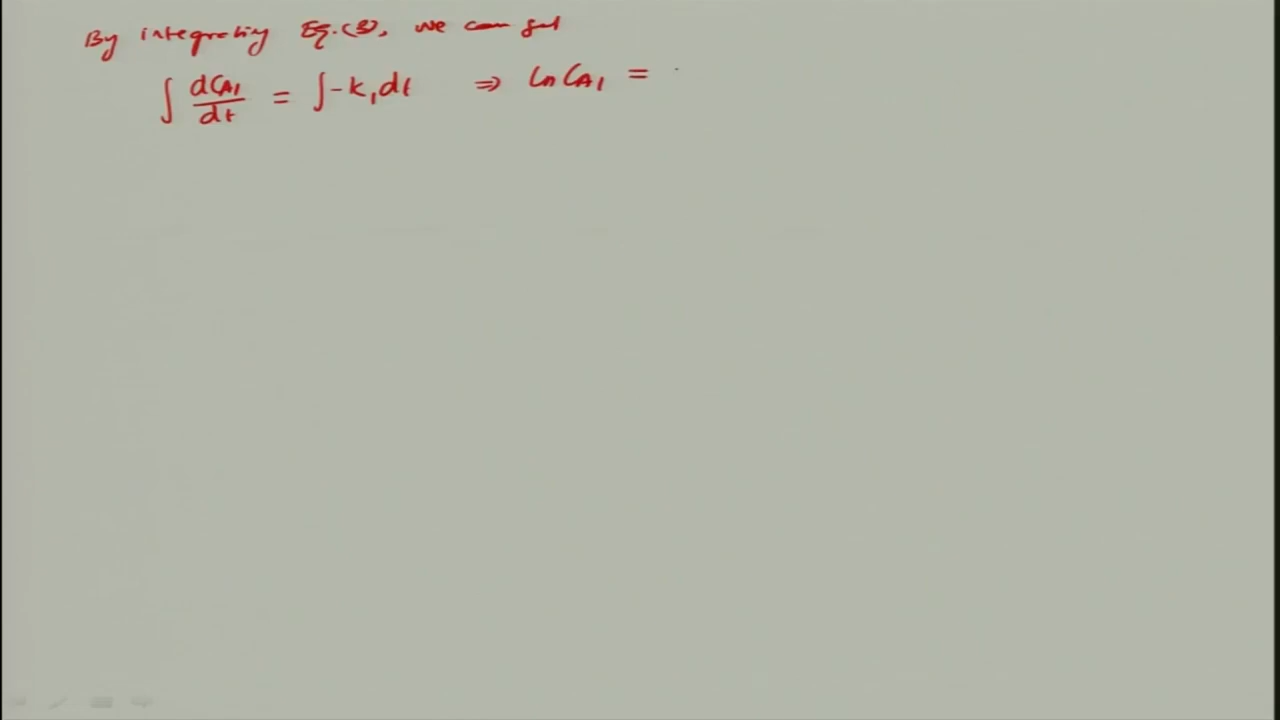 By integrating Eq.(3), we can get
∫ dCA1/dt = ∫ -k1dt ⇒ ln CA1 =